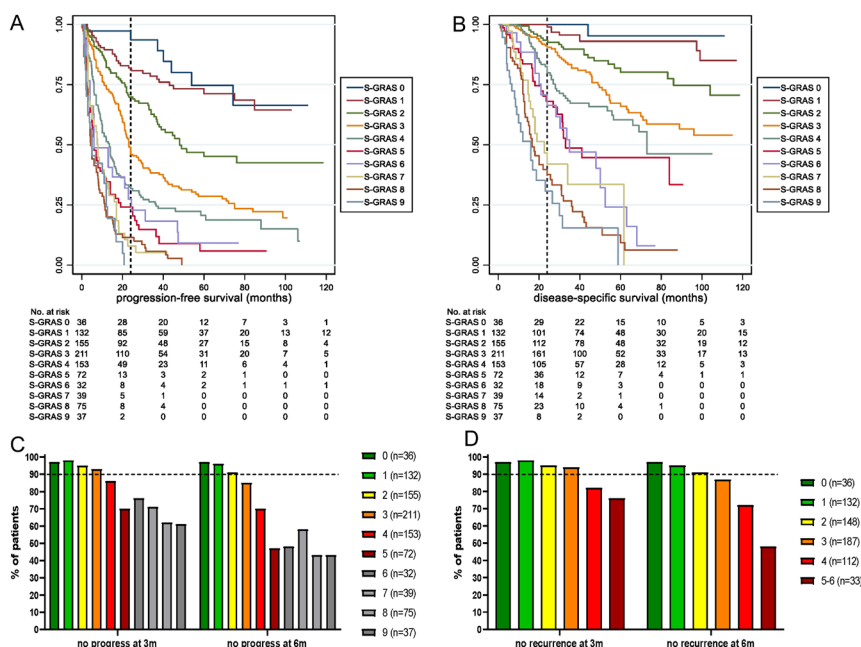 A
1.00
0.75
0.50
0.25
0.00
0 20 40 60 80 100 120
progression-free survival (months)
S-GRAS 0
S-GRAS 1
S-GRAS 2
S-GRAS 3
S-GRAS 4
S-GRAS 5
S-GRAS 6
S-GRAS 7
S-GRAS 8
S-GRAS 9
No. at risk
S-GRAS 0 36 28 20 12 7 3 1
S-GRAS 1 132 85 59 37 20 13 12
S-GRAS 2 155 92 48 27 15 8 4
S-GRAS 3 211 110 54 31 20 7 5
S-GRAS 4 153 49 23 11 6 4 1
S-GRAS 5 72 13 3 2 1 0 0
S-GRAS 6 32 8 4 2 1 1 1
S-GRAS 7 39 5 1 0 0 0 0
S-GRAS 8 75 8 4 0 0 0 0
S-GRAS 9 37 2 0 0 0 0 0
B
1.00
0.75
0.50
0.25
0.00
0 20 40 60 80 100 120
disease-specific survival (months)
S-GRAS 0
S-GRAS 1
S-GRAS 2
S-GRAS 3
S-GRAS 4
S-GRAS 5
S-GRAS 6
S-GRAS 7
S-GRAS 8
S-GRAS 9
No. at risk
S-GRAS 0 36 29 22 15 10 5 3
S-GRAS 1 132 101 74 48 30 20 15
S-GRAS 2 155 112 78 48 32 19 12
S-GRAS 3 211 161 100 52 33 17 13
S-GRAS 4 153 105 57 28 12 5 3
S-GRAS 5 72 36 12 7 4 1 1
S-GRAS 6 32 18 9 3 0 0 0
S-GRAS 7 39 14 2 1 0 0 0
S-GRAS 8 75 23 10 4 1 0 0
S-GRAS 9 37 8 2 0 0 0 0
C
% of patients
100
90
80
70
60
50
40
30
20
10
0
no progress at 3m no progress at 6m
0 (n=36)
1 (n=132)
2 (n=155)
3 (n=211)
4 (n=153)
5 (n=72)
6 (n=32)
7 (n=39)
8 (n=75)
9 (n=37)
D
% of patients
100
90
80
70
60
50
40
30
20
10
0
no recurrence at 3m no recurrence at 6m
0 (n=36)
1 (n=132)
2 (n=148)
3 (n=187)
4 (n=112)
5-6 (n=33)